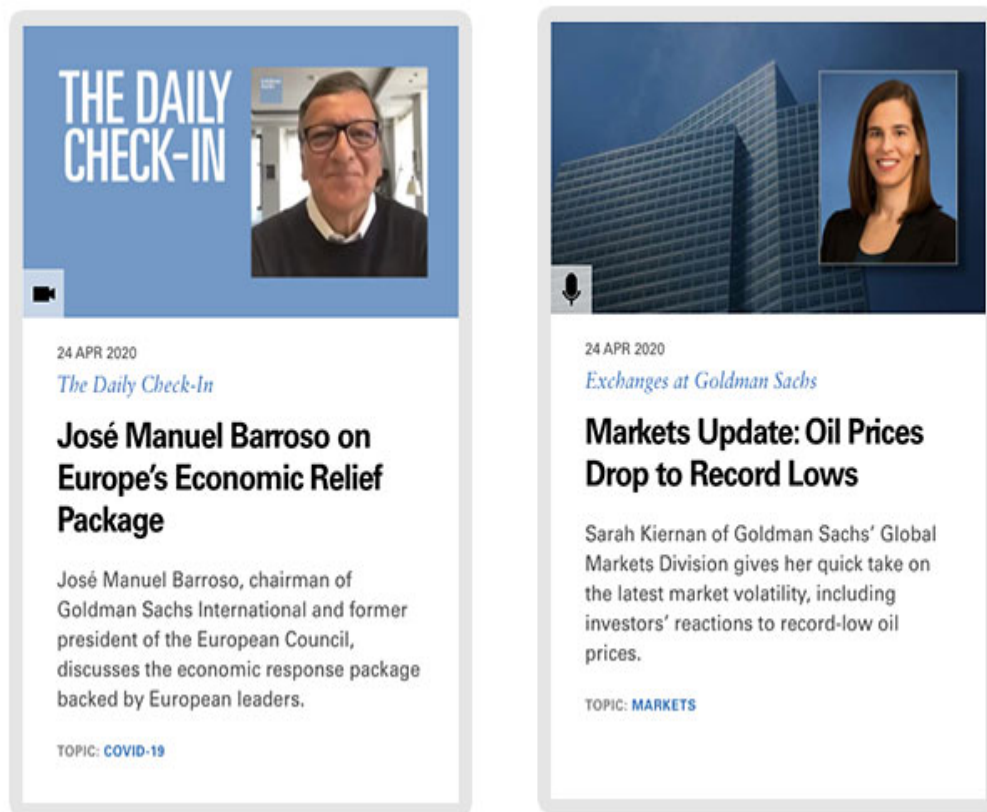 THE DAILY
CHECK-IN
24 APR 2020
The Daily Check-In
José Manuel Barroso on
Europe's Economic Relief
Package
José Manuel Barroso, chairman of
Goldman Sachs International and former
president of the European Council,
discusses the economic response package
backed by European leaders.
TOPIC: COVID-19
24 APR 2020
Exchanges at Goldman Sachs
Markets Update: Oil Prices
Drop to Record Lows
Sarah Kiernan of Goldman Sachs' Global
Markets Division gives her quick take on
the latest market volatility, including
investors' reactions to record-low oil
prices.
TOPIC: MARKETS